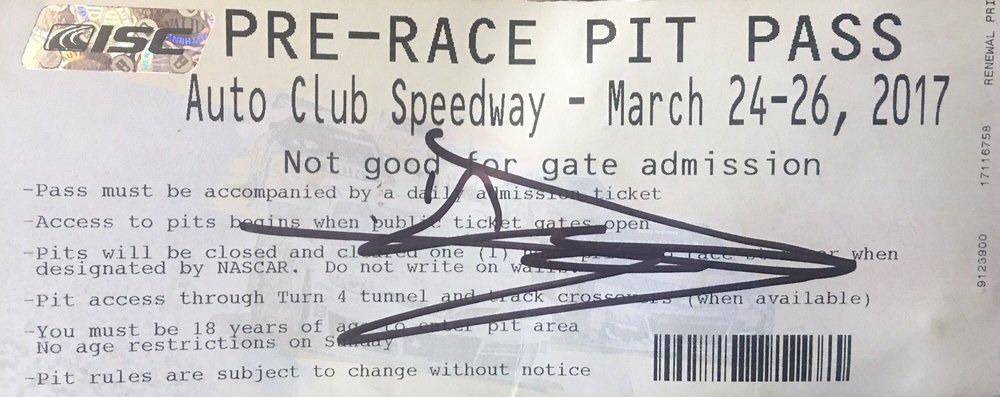 ISC PRE-RACE PIT PASS
Auto Club Speedway - March 24-26, 2017
Not good for gate admission
-Pass must be accompanied by a daily admission ticket
-Access to pits begins when public ticket gates open
-Pits will be closed and cleared one (1) or when
designated by NASCAR. Do not write on walls.
-Pit access through Turn 4 tunnel and track crossovers (when available)
-You must be 18 years of age to enter pit area
No age restrictions on Sunday
-Pit rules are subject to change without notice
17116758 RENEWAL PRI
9123900